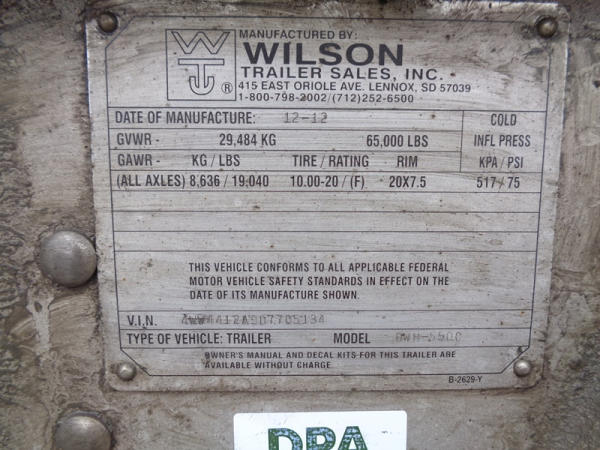 MANUFACTURED BY:
WILSON
TRAILER SALES, INC.
415 EAST ORIOLE AVE. LENNOX, SD 57039
1-800-798-2002 / (712) 252-6500
WT ®
DATE OF MANUFACTURE: 12-12 COLD
GVWR - 29,484 KG 65,000 LBS INFL PRESS
GAWR - KG / LBS TIRE / RATING RIM KPA / PSI
(ALL AXLES) 8,636 / 19,040 10.00-20 / (F) 20X7.5 517 / 75
THIS VEHICLE CONFORMS TO ALL APPLICABLE FEDERAL
MOTOR VEHICLE SAFETY STANDARDS IN EFFECT ON THE
DATE OF ITS MANUFACTURE SHOWN.
V.I.N.
TYPE OF VEHICLE: TRAILER MODEL
OWNER'S MANUAL AND DECAL KITS FOR THIS TRAILER ARE
AVAILABLE WITHOUT CHARGE
B-2629-Y
DPA